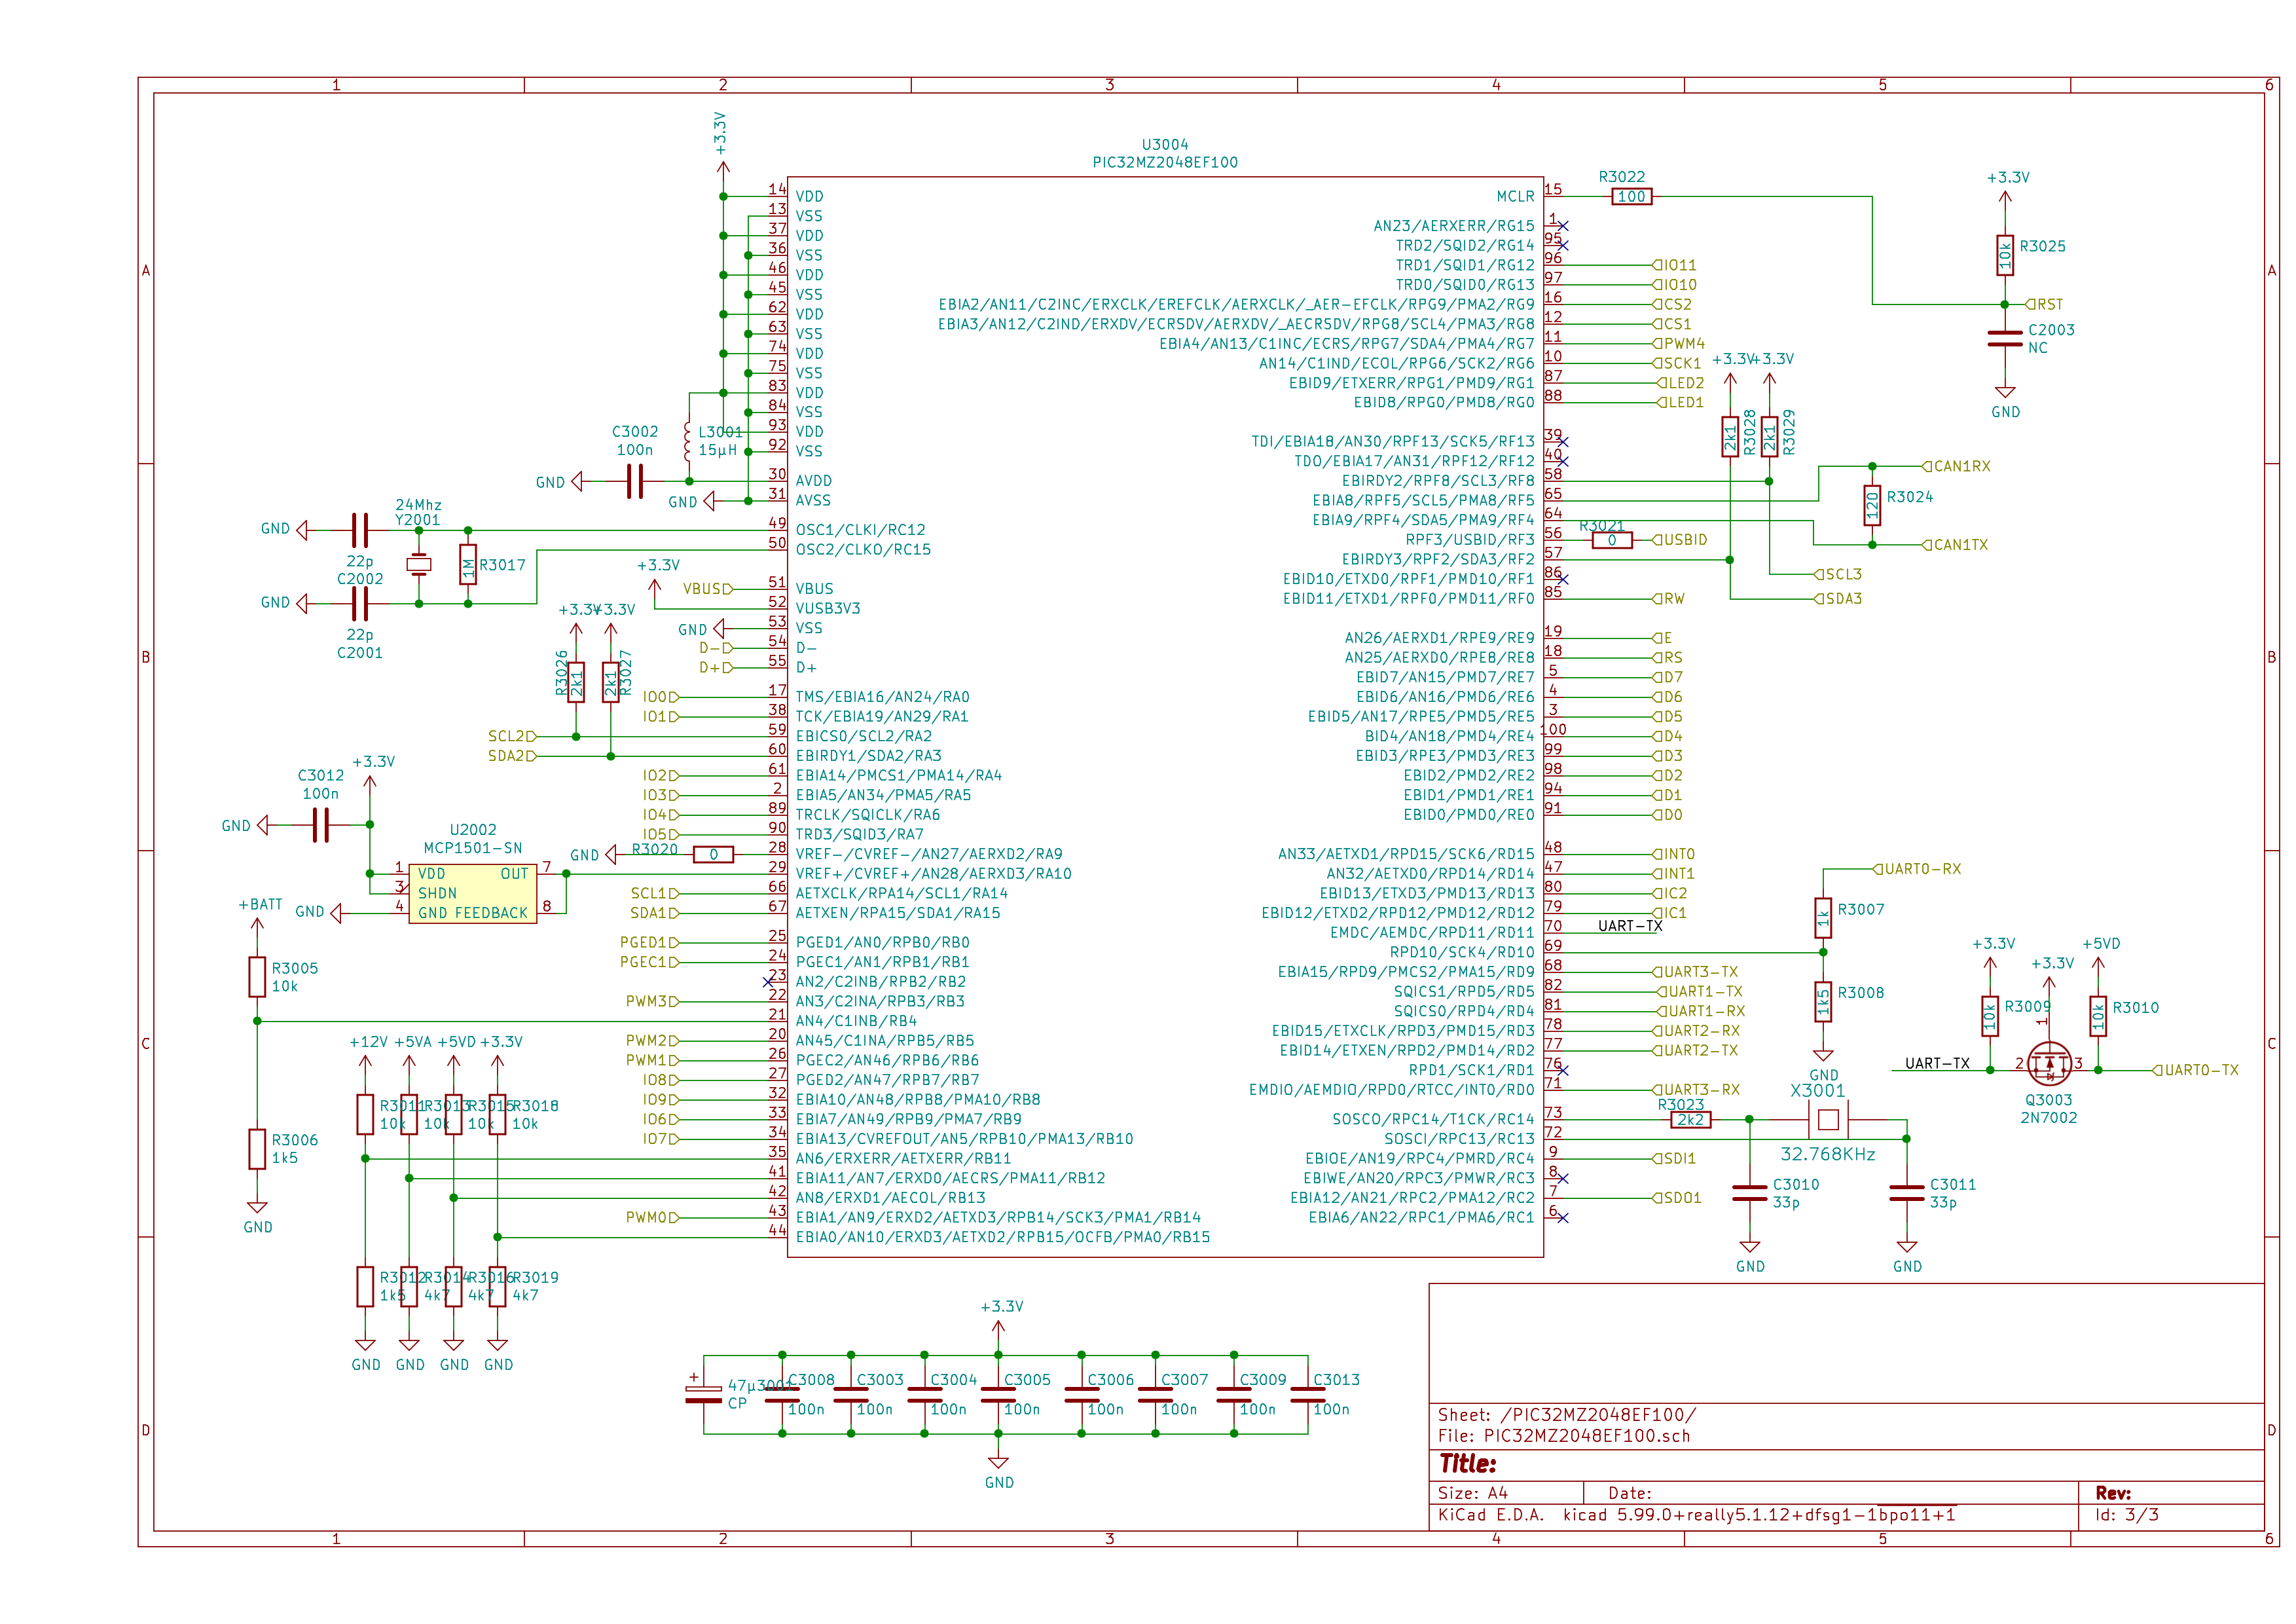 1 2 3 4 5 6
A
B
C
D
A
B
C
D
1 2 3 4 5 6
U3004
PIC32MZ2048EF100
+3.3V
14 VDD
13 VSS
37 VDD
36 VSS
46 VDD
45 VSS
62 VDD
63 VSS
74 VDD
75 VSS
83 VDD
84 VSS
93 VDD
92 VSS
30 AVDD
31 AVSS
49 OSC1/CLKI/RC12
50 OSC2/CLKO/RC15
51 VBUS
52 VUSB3V3
53 VSS
54 D-
55 D+
17 TMS/EBIA16/AN24/RA0
38 TCK/EBIA19/AN29/RA1
59 EBICS0/SCL2/RA2
60 EBIRDY1/SDA2/RA3
61 EBIA14/PMCS1/PMA14/RA4
2 EBIA5/AN34/PMA5/RA5
89 TRCLK/SQICLK/RA6
90 TRD3/SQID3/RA7
28 VREF-/CVREF-/AN27/AERXD2/RA9
29 VREF+/CVREF+/AN28/AERXD3/RA10
66 AETXCLK/RPA14/SCL1/RA14
67 AETXEN/RPA15/SDA1/RA15
25 PGED1/AN0/RPB0/RB0
24 PGEC1/AN1/RPB1/RB1
23 AN2/C2INB/RPB2/RB2
22 AN3/C2INA/RPB3/RB3
21 AN4/C1INB/RB4
20 AN45/C1INA/RPB5/RB5
26 PGEC2/AN46/RPB6/RB6
27 PGED2/AN47/RPB7/RB7
32 EBIA10/AN48/RPB8/PMA10/RB8
33 EBIA7/AN49/RPB9/PMA7/RB9
34 EBIA13/CVREFOUT/AN5/RPB10/PMA13/RB10
35 AN6/ERXERR/AETXERR/RB11
41 EBIA11/AN7/ERXD0/AECRS/PMA11/RB12
42 AN8/ERXD1/AECOL/RB13
43 EBIA1/AN9/ERXD2/AETXD3/RPB14/SCK3/PMA1/RB14
44 EBIA0/AN10/ERXD3/AETXD2/RPB15/OCFB/PMA0/RB15
MCLR 15
AN23/AERXERR/RG15 1
TRD2/SQID2/RG14 95
TRD1/SQID1/RG12 96 IO11
TRD0/SQID0/RG13 97 IO10
EBIA2/AN11/C2INC/ERXCLK/EREFCLK/AERXCLK/_AER-EFCLK/RPG9/PMA2/RG9 16 CS2
EBIA3/AN12/C2IND/ERXDV/ECRSDV/AERXDV/_AECRSDV/RPG8/SCL4/PMA3/RG8 12 CS1
EBIA4/AN13/C1INC/ECRS/RPG7/SDA4/PMA4/RG7 11 PWM4
AN14/C1IND/ECOL/RPG6/SCK2/RG6 10 SCK1
EBID9/ETXERR/RPG1/PMD9/RG1 87 LED2
EBID8/RPG0/PMD8/RG0 88 LED1
TDI/EBIA18/AN30/RPF13/SCK5/RF13 39
TDO/EBIA17/AN31/RPF12/RF12 40
EBIRDY2/RPF8/SCL3/RF8 58
EBIA8/RPF5/SCL5/PMA8/RF5 65
EBIA9/RPF4/SDA5/PMA9/RF4 64
RPF3/USBID/RF3 56 R3021 0 USBID
EBIRDY3/RPF2/SDA3/RF2 57
EBID10/ETXD0/RPF1/PMD10/RF1 86
EBID11/ETXD1/RPF0/PMD11/RF0 85 RW
AN26/AERXD1/RPE9/RE9 19 E
AN25/AERXD0/RPE8/RE8 18 RS
EBID7/AN15/PMD7/RE7 5 D7
EBID6/AN16/PMD6/RE6 4 D6
EBID5/AN17/RPE5/PMD5/RE5 3 D5
BID4/AN18/PMD4/RE4 100 D4
EBID3/RPE3/PMD3/RE3 99 D3
EBID2/PMD2/RE2 98 D2
EBID1/PMD1/RE1 94 D1
EBID0/PMD0/RE0 91 D0
AN33/AETXD1/RPD15/SCK6/RD15 48 INT0
AN32/AETXD0/RPD14/RD14 47 INT1
EBID13/ETXD3/PMD13/RD13 80 IC2
EBID12/ETXD2/RPD12/PMD12/RD12 79 IC1
EMDC/AEMDC/RPD11/RD11 70 UART-TX
RPD10/SCK4/RD10 69
EBIA15/RPD9/PMCS2/PMA15/RD9 68 UART3-TX
SQICS1/RPD5/RD5 82 UART1-TX
SQICS0/RPD4/RD4 81 UART1-RX
EBID15/ETXCLK/RPD3/PMD15/RD3 78 UART2-RX
EBID14/ETXEN/RPD2/PMD14/RD2 77 UART2-TX
RPD1/SCK1/RD1 76
EMDIO/AEMDIO/RPD0/RTCC/INT0/RD0 71 UART3-RX
SOSCO/RPC14/T1CK/RC14 73
SOSCI/RPC13/RC13 72
EBIOE/AN19/RPC4/PMRD/RC4 9 SDI1
EBIWE/AN20/RPC3/PMWR/RC3 8
EBIA12/AN21/RPC2/PMA12/RC2 7 SDO1
EBIA6/AN22/RPC1/PMA6/RC1 6
C3002
100n
GND
L3001
15µH
GND
24Mhz
Y2001
GND
22p
C2002
R3017
1M
GND
22p
C2001
+3.3V
VBUS
GND
D-
D+
+3.3V +3.3V
R3026 2k1
R3027 2k1
IO0
IO1
SCL2
SDA2
IO2
IO3
IO4
IO5
GND R3020 0
SCL1
SDA1
PGED1
PGEC1
PWM3
PWM2
PWM1
IO8
IO9
IO6
IO7
PWM0
C3012
100n
+3.3V
GND
U2002
MCP1501-SN
1 VDD OUT 7
3 SHDN
4 GND FEEDBACK 8
GND
+BATT
R3005
10k
R3006
1k5
GND
+12V +5VA +5VD +3.3V
R3011 R3013 R3015 R3018
10k 10k 10k 10k
R3012 R3014 R3016 R3019
1k5 4k7 4k7 4k7
GND GND GND GND
R3022
100
+3.3V
R3025
10k
RST
C2003
NC
GND
+3.3V +3.3V
R3028 2k1
R3029 2k1
CAN1RX
R3024
120
CAN1TX
SCL3
SDA3
UART0-RX
R3007
1k
R3008
1k5
GND
+3.3V +3.3V +5VD
R3009 10k
R3010 10k
UART-TX 2 1 3 UART0-TX
Q3003
2N7002
R3023
2k2
X3001
32.768KHz
C3010
33p
C3011
33p
GND GND
+3.3V
+ 47µ3001 C3008 C3003 C3004 C3005 C3006 C3007 C3009 C3013
CP 100n 100n 100n 100n 100n 100n 100n 100n
GND
Sheet: /PIC32MZ2048EF100/
File: PIC32MZ2048EF100.sch
Title:
Size: A4 Date: Rev:
KiCad E.D.A. kicad 5.99.0+really5.1.12+dfsg1-1bpo11+1 Id: 3/3